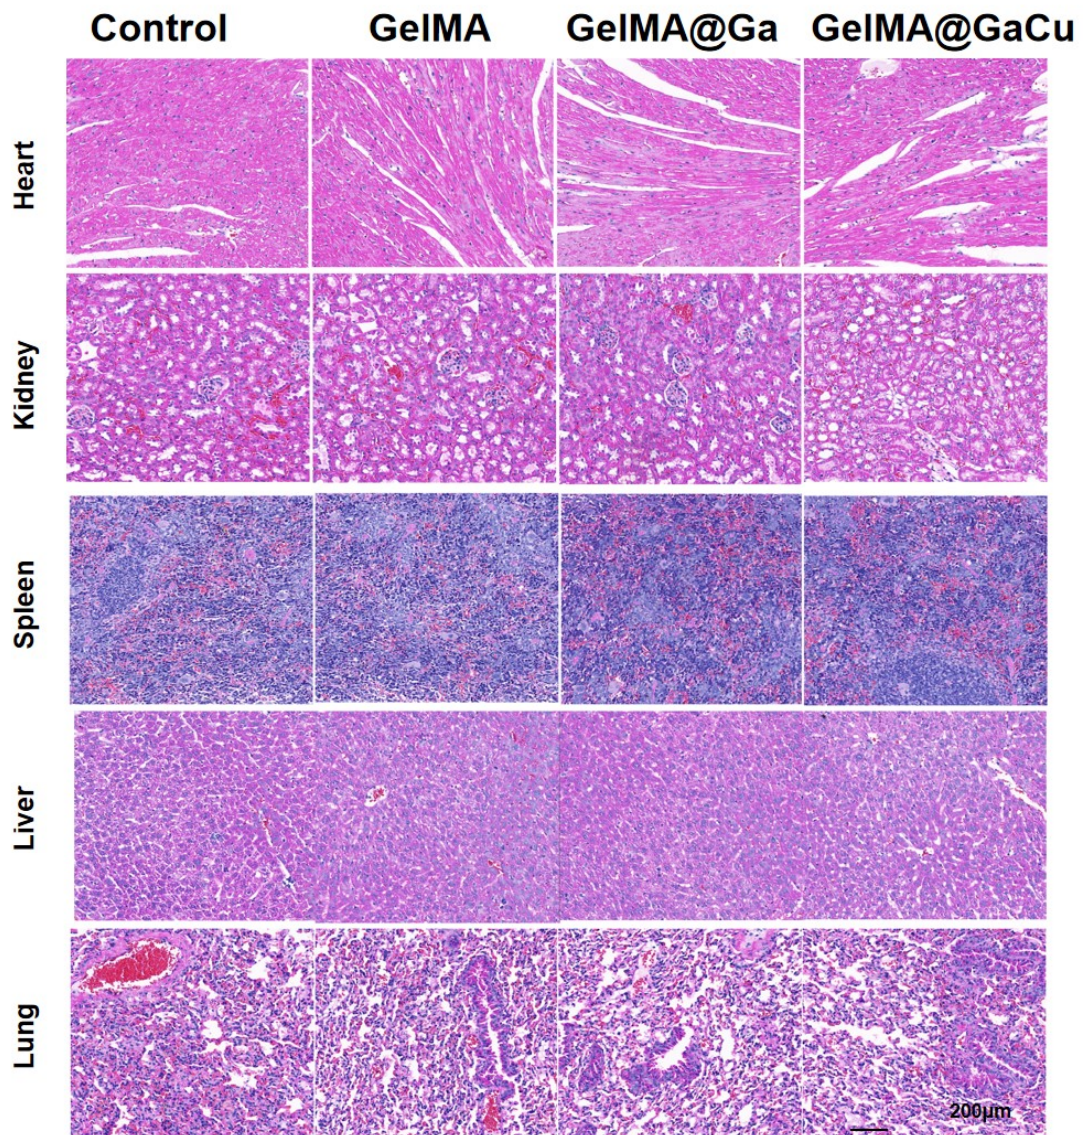 Control GelMA GelMA@Ga GelMA@GaCu
Heart
Kidney
Spleen
Liver
Lung
200μm